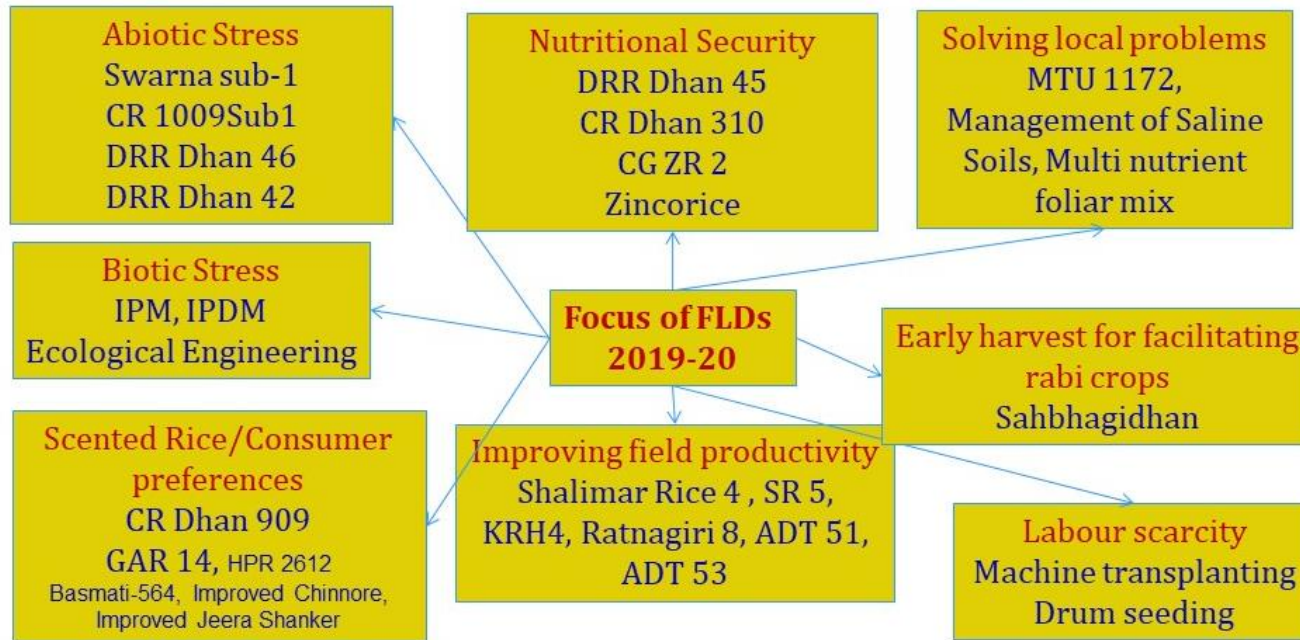 Abiotic Stress
Swarna sub-1
CR 1009Sub1
DRR Dhan 46
DRR Dhan 42
Nutritional Security
DRR Dhan 45
CR Dhan 310
CG ZR 2
Zincorice
Solving local problems
MTU 1172,
Management of Saline
Soils, Multi nutrient
foliar mix
Biotic Stress
IPM, IPDM
Ecological Engineering
Focus of FLDs
2019-20
Early harvest for facilitating
rabi crops
Sahbhagidhan
Scented Rice/Consumer
preferences
CR Dhan 909
GAR 14, HPR 2612
Basmati-564, Improved Chinnore,
Improved Jeera Shanker
Improving field productivity
Shalimar Rice 4 , SR 5,
KRH4, Ratnagiri 8, ADT 51,
ADT 53
Labour scarcity
Machine transplanting
Drum seeding